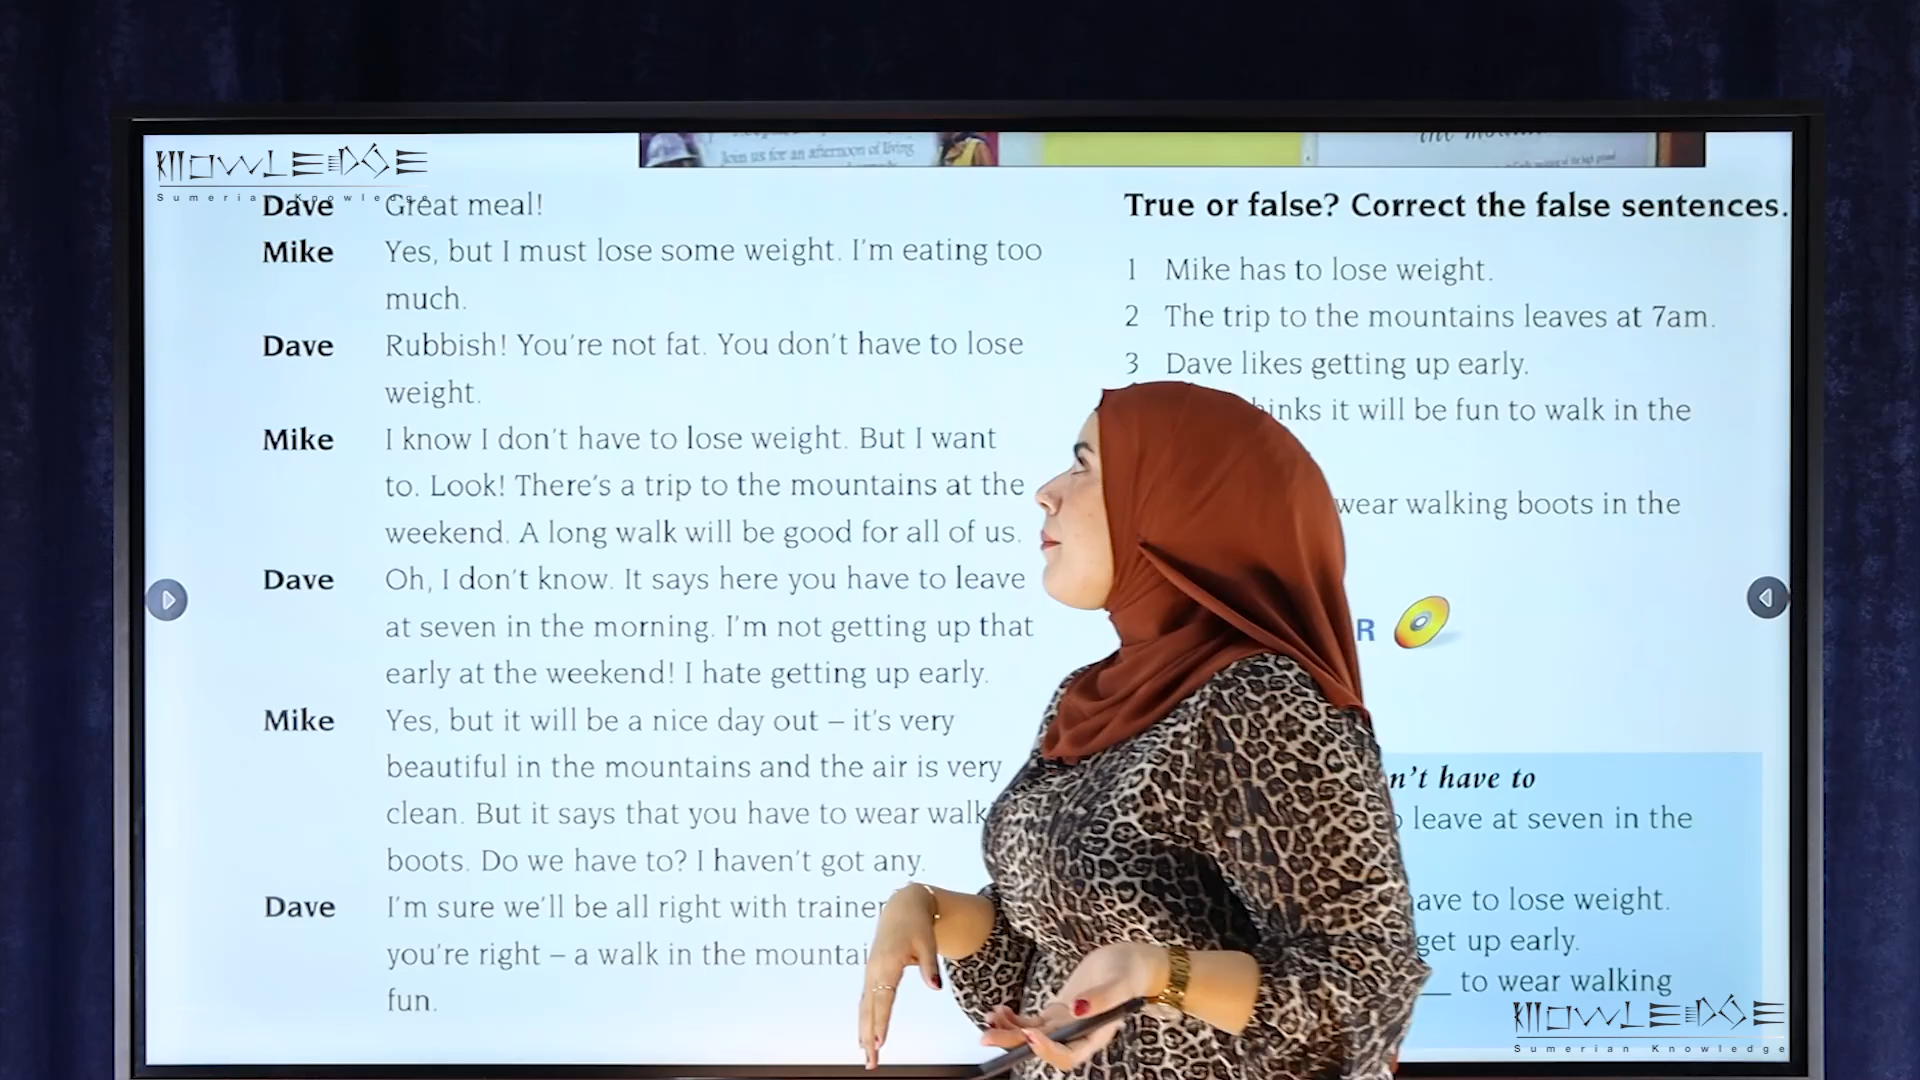 KNOWLEDGE
Sumerian Knowledge
Join us for an afternoon of living
Dave Great meal!
Mike Yes, but I must lose some weight. I'm eating too
much.
Dave Rubbish! You're not fat. You don't have to lose
weight.
Mike I know I don't have to lose weight. But I want
to. Look! There's a trip to the mountains at the
weekend. A long walk will be good for all of us.
Dave Oh, I don't know. It says here you have to leave
at seven in the morning. I'm not getting up that
early at the weekend! I hate getting up early.
Mike Yes, but it will be a nice day out – it's very
beautiful in the mountains and the air is very
clean. But it says that you have to wear walk
boots. Do we have to? I haven't got any.
Dave I'm sure we'll be all right with trainer
you're right – a walk in the mountai
fun.
True or false? Correct the false sentences.
1 Mike has to lose weight.
2 The trip to the mountains leaves at 7am.
3 Dave likes getting up early.
inks it will be fun to walk in the
wear walking boots in the
R
n't have to
leave at seven in the
ave to lose weight.
get up early.
__ to wear walking
KNOWLEDGE
Sumerian Knowledge